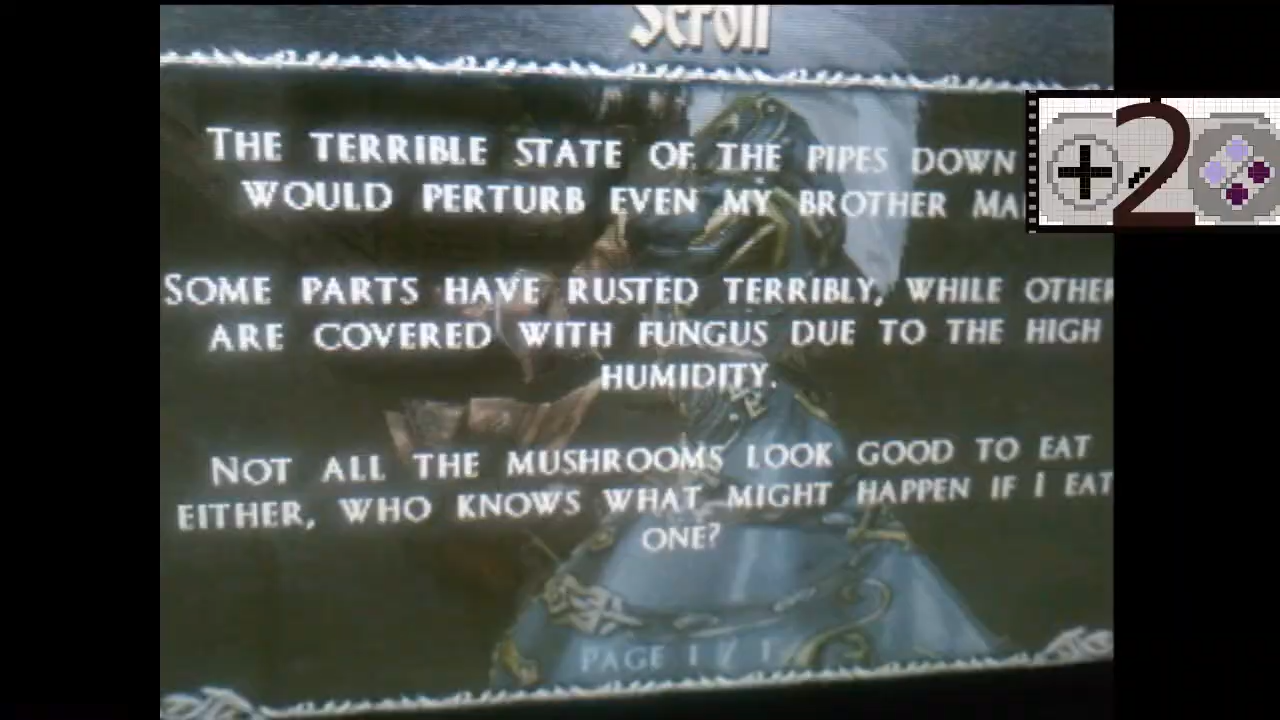 Scroll
THE TERRIBLE STATE OF THE PIPES DOWN
WOULD PERTURB EVEN MY BROTHER
SOME PARTS HAVE RUSTED TERRIBLY, WHILE
ARE COVERED WITH FUNGUS DUE TO THE HIGH
HUMIDITY.
NOT ALL THE MUSHROOMS LOOK GOOD TO EAT
EITHER, WHO KNOWS WHAT MIGHT HAPPEN IF I EAT
ONE?
PAGE 1 / 1
2